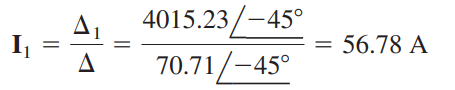 I₁ = Δ₁/Δ = 4015.23/−45° / 70.71/−45° = 56.78 A